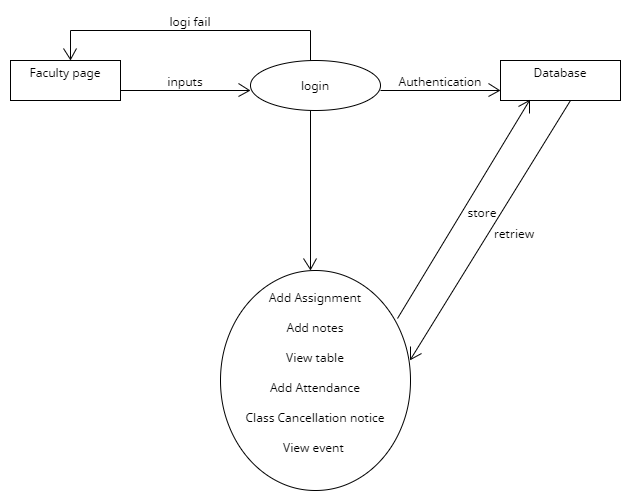 logi fail
Faculty page
inputs
login
Authentication
Database
store
retriew
Add Assignment
Add notes
View table
Add Attendance
Class Cancellation notice
View event